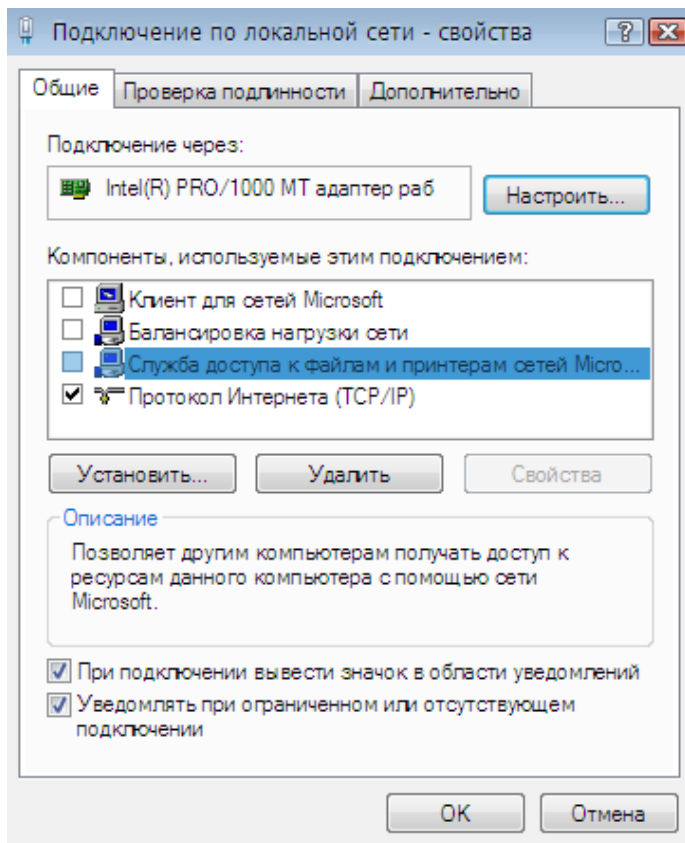 Подключение по локальной сети - свойства
Общие Проверка подлинности Дополнительно
Подключение через:
Intel(R) PRO/1000 MT адаптер раб
Настроить...
Компоненты, используемые этим подключением:
Клиент для сетей Microsoft
Балансировка нагрузки сети
Служба доступа к файлам и принтерам сетей Micro...
Протокол Интернета (TCP/IP)
Установить... Удалить Свойства
Описание
Позволяет другим компьютерам получать доступ к
ресурсам данного компьютера с помощью сети
Microsoft.
При подключении вывести значок в области уведомлений
Уведомлять при ограниченном или отсутствующем
подключении
OK Отмена